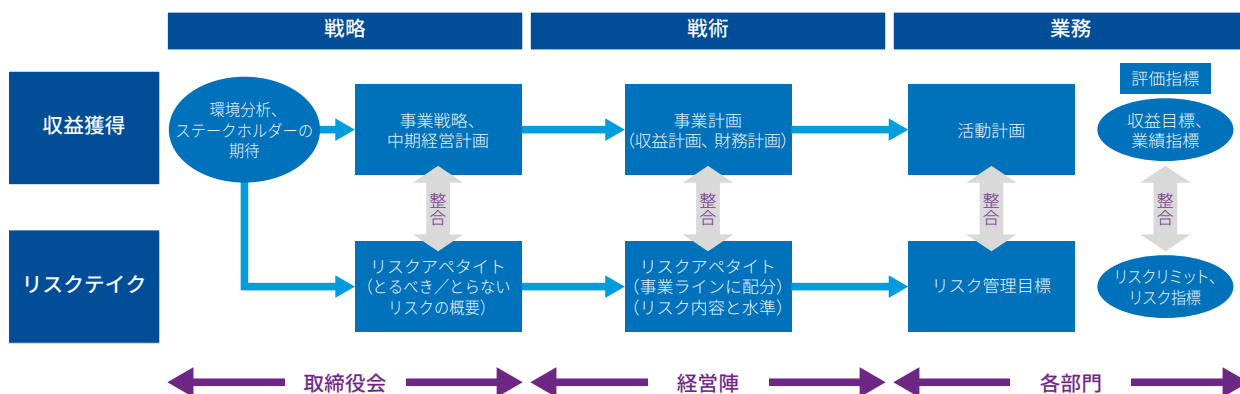 戦略
戦術
業務
収益獲得
環境分析、
ステークホルダーの
期待
事業戦略、
中期経営計画
事業計画
(収益計画、財務計画)
活動計画
評価指標
収益目標、
業績指標
整合
整合
整合
整合
リスクテイク
リスクアペタイト
(とるべき/とらない
リスクの概要)
リスクアペタイト
(事業ラインに配分)
(リスク内容と水準)
リスク管理目標
リスクリミット、
リスク指標
取締役会
経営陣
各部門